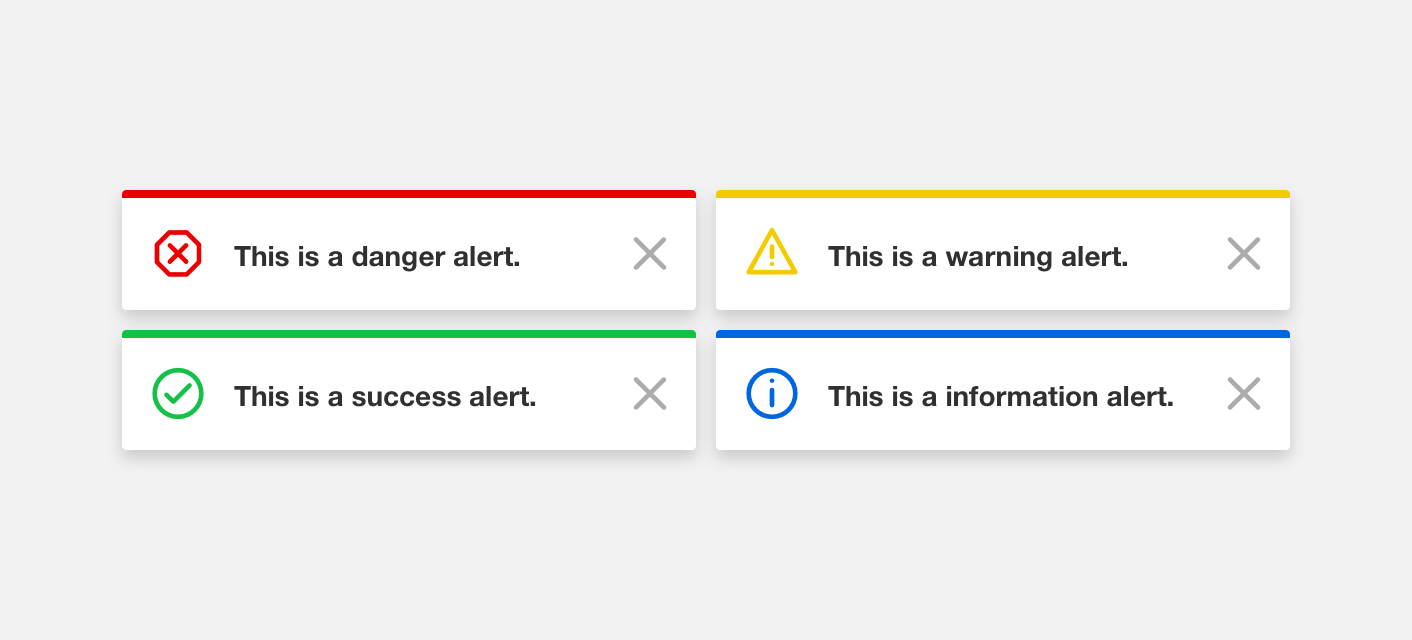 This is a danger alert.
This is a warning alert.
This is a success alert.
This is a information alert.